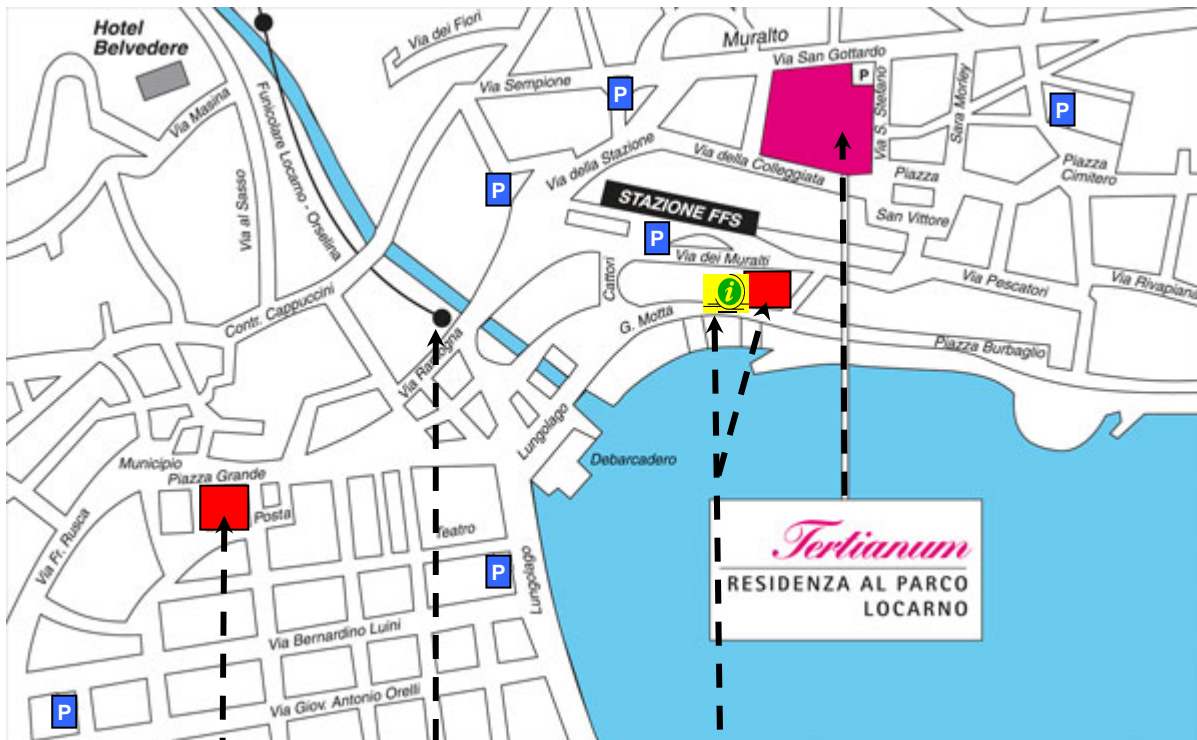 Hotel
Belvedere
Via dei Fiori
Muralto
Via San Gottardo
P
Via Sempione
P
P
Via Masina
Funicolare Locarno - Orselina
Via S. Stefano
Sara Morley
Via della Stazione
Via della Collegiata
Piazza
Piazza
Cimitero
P
Via al Sasso
STAZIONE FFS
San Vittore
P
Via dei Muralti
Cattori
Via Pescatori
Via Rivapiana
i
Contr. Cappuccini
G. Motta
Via Ramogna
Piazza Burbaglio
Lungolago
Debarcadero
Municipio
Piazza Grande
Posta
Via Fr. Rusca
Teatro
Lungolago
P
Tertianum
RESIDENZA AL PARCO
LOCARNO
Via Bernardino Luini
Via Giov. Antonio Orelli
P